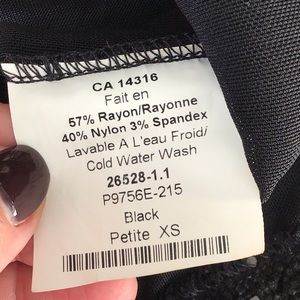 CA 14316
Fait en
57% Rayon/Rayonne
40% Nylon 3% Spandex
Lavable A L'eau Froid/
Cold Water Wash
26528-1.1
P9756E-215
Black
Petite XS